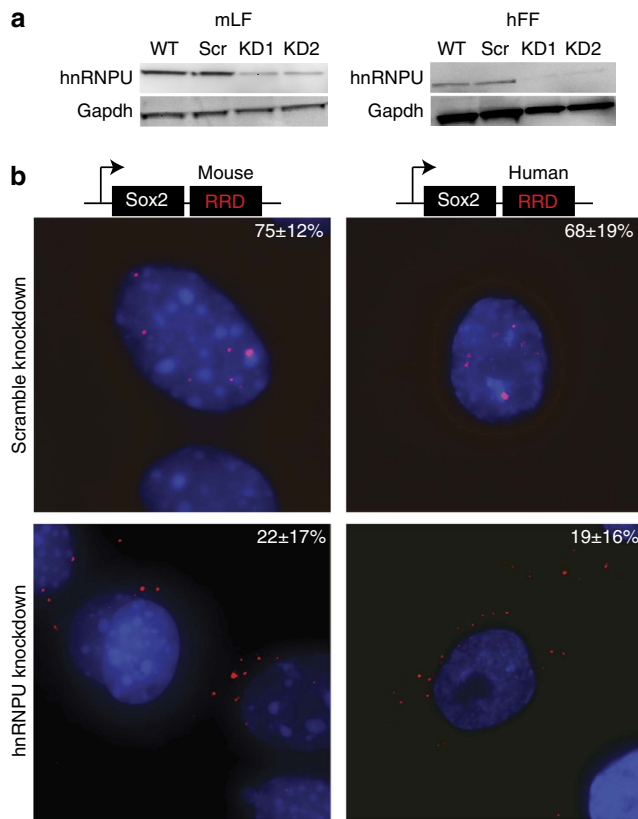 a
mLF
hFF
WT Scr KD1 KD2
WT Scr KD1 KD2
hnRNPU
hnRNPU
Gapdh
Gapdh
b
Mouse
Human
Sox2 RRD
Sox2 RRD
Scramble knockdown
75±12%
68±19%
hnRNPU knockdown
22±17%
19±16%